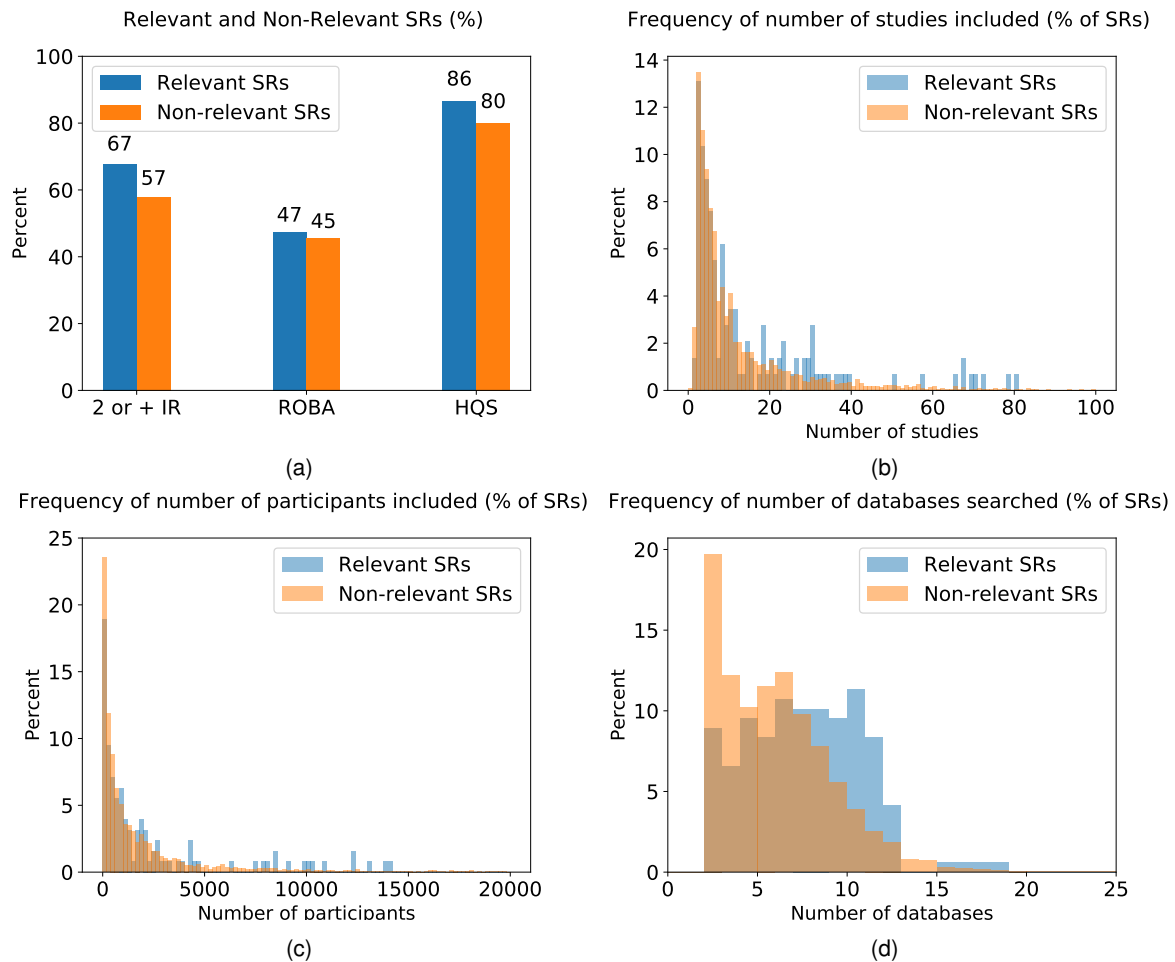 Relevant and Non-Relevant SRs (%)
100
80
60
40
20
0
Percent
Relevant SRs
Non-relevant SRs
67
57
47
45
86
80
2 or + IR
ROBA
HQS
(a)
Frequency of number of studies included (% of SRs)
14
12
10
8
6
4
2
0
Percent
Relevant SRs
Non-relevant SRs
0
20
40
60
80
100
Number of studies
(b)
Frequency of number of participants included (% of SRs)
25
20
15
10
5
0
Percent
Relevant SRs
Non-relevant SRs
0
5000
10000
15000
20000
Number of participants
(c)
Frequency of number of databases searched (% of SRs)
20
15
10
5
0
Percent
Relevant SRs
Non-relevant SRs
0
5
10
15
20
25
Number of databases
(d)